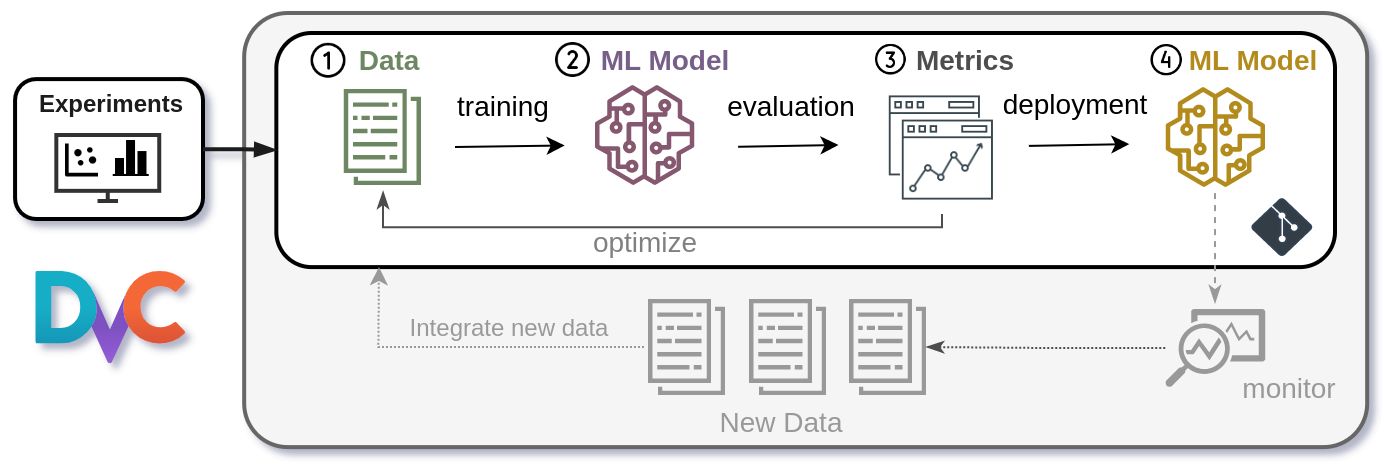 Experiments
DVC
1 Data
training
2 ML Model
evaluation
3 Metrics
deployment
4 ML Model
optimize
Integrate new data
New Data
monitor